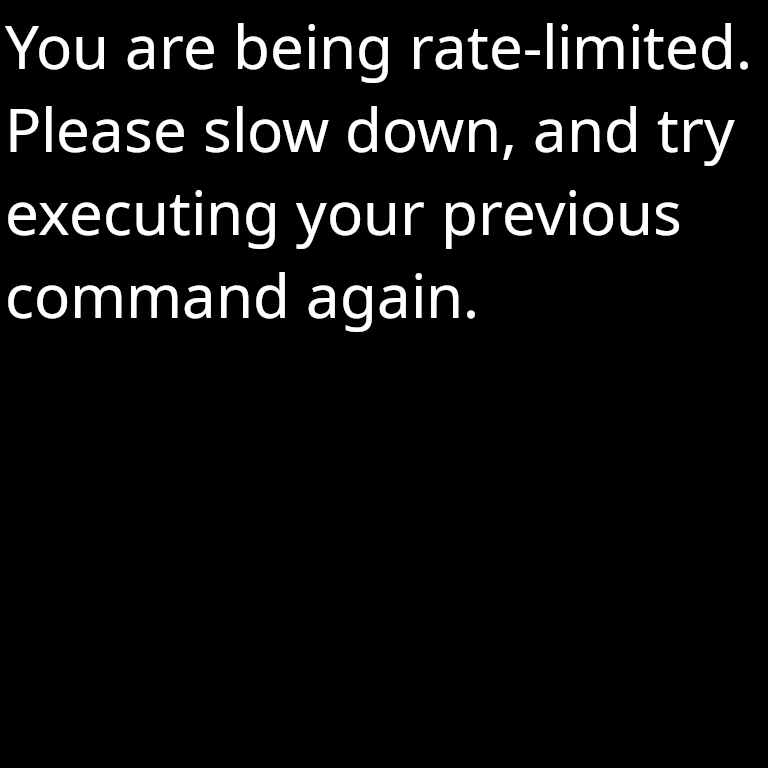 You are being rate-limited.
Please slow down, and try
executing your previous
command again.